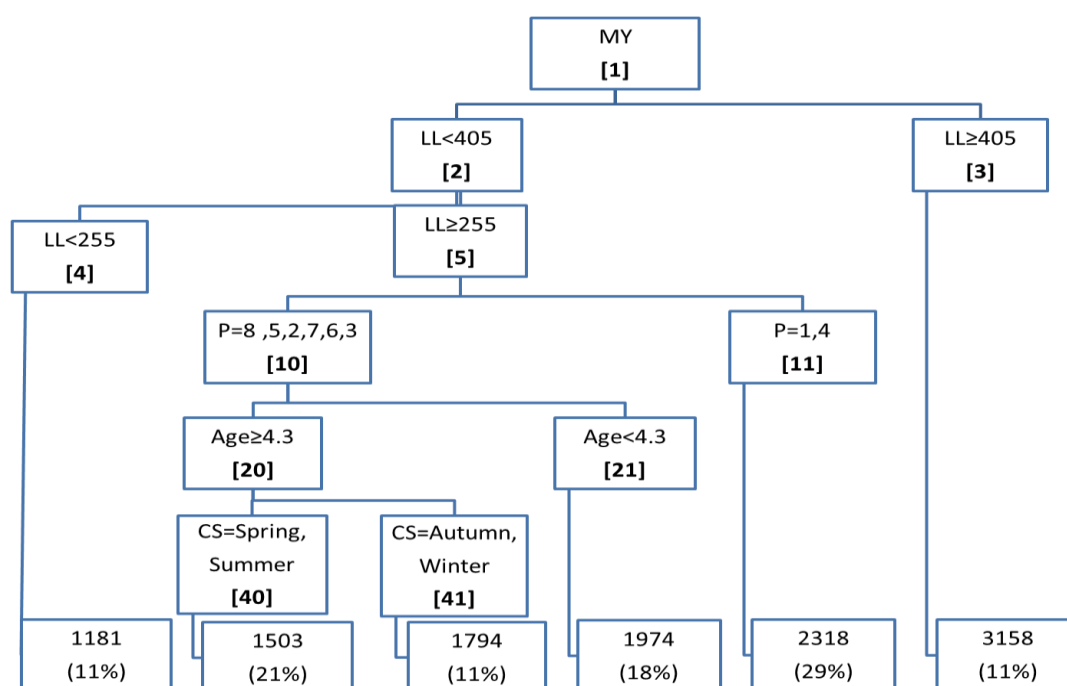 MY
[1]
LL<405
[2]
LL≥405
[3]
LL<255
[4]
LL≥255
[5]
P=8 ,5,2,7,6,3
[10]
P=1,4
[11]
Age≥4.3
[20]
Age<4.3
[21]
CS=Spring,
Summer
[40]
CS=Autumn,
Winter
[41]
1181
(11%)
1503
(21%)
1794
(11%)
1974
(18%)
2318
(29%)
3158
(11%)